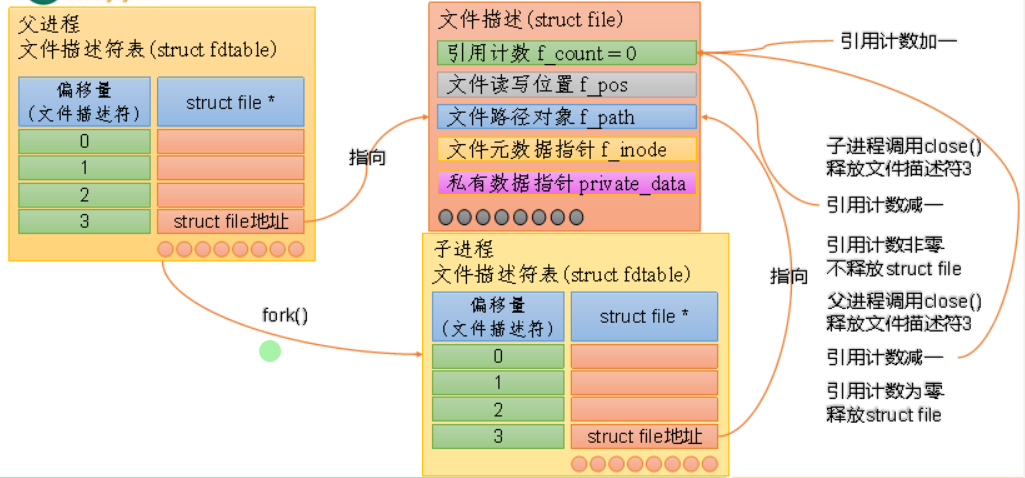 父进程
文件描述符表(struct fdtable)
偏移量
(文件描述符)
struct file *
0
1
2
3
struct file地址
指向
fork()
文件描述(struct file)
引用计数 f_count=0
文件读写位置 f_pos
文件路径对象 f_path
文件元数据指针 f_inode
私有数据指针 private_data
子进程
文件描述符表(struct fdtable)
偏移量
(文件描述符)
struct file *
0
1
2
3
struct file地址
指向
引用计数加一
子进程调用close()
释放文件描述符3
引用计数减一
引用计数非零
不释放struct file
父进程调用close()
释放文件描述符3
引用计数减一
引用计数为零
释放struct file